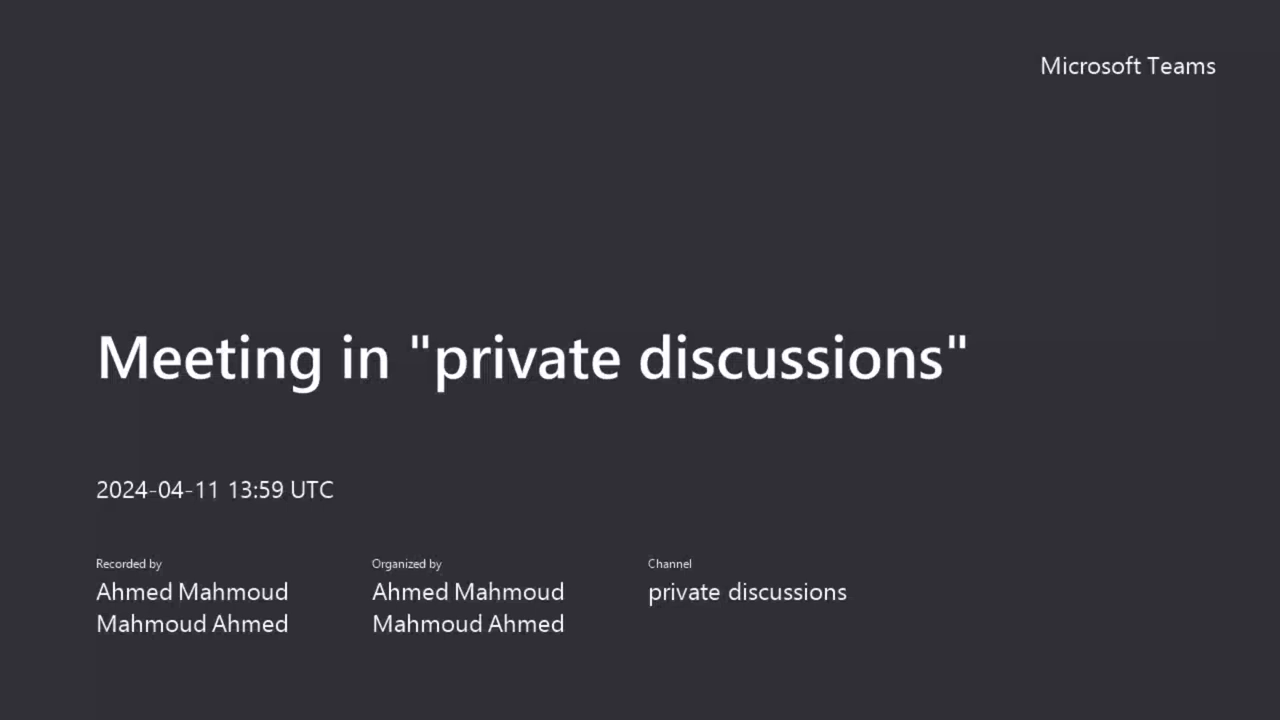 Microsoft Teams
Meeting in "private discussions"
2024-04-11 13:59 UTC
Recorded by
Ahmed Mahmoud
Mahmoud Ahmed
Organized by
Ahmed Mahmoud
Mahmoud Ahmed
Channel
private discussions